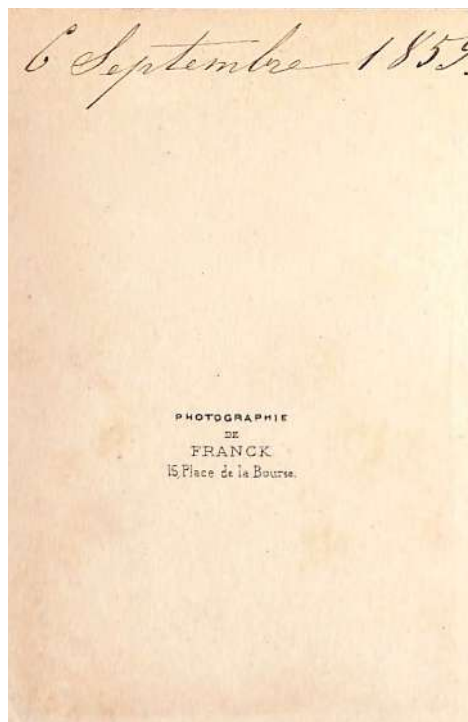 6 Septembre 1859
PHOTOGRAPHIE
DE
FRANCK
15, Place de la Bourse.